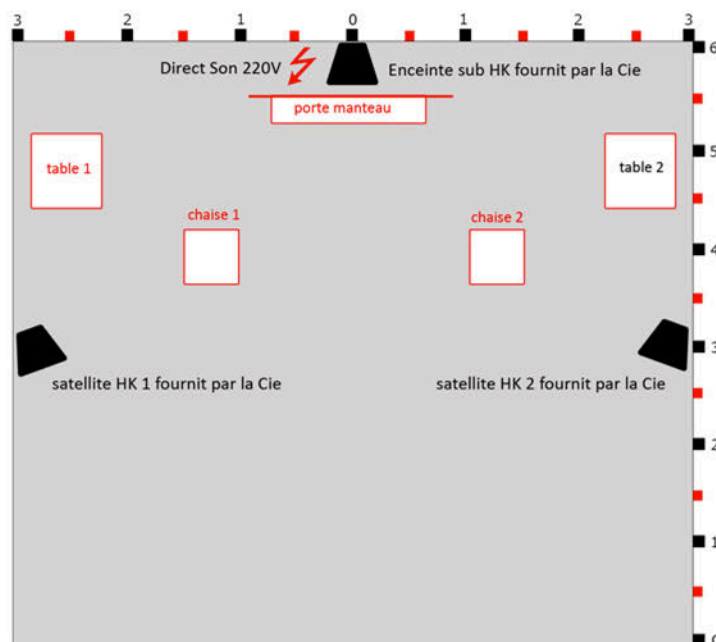 3 2 1 0 1 2 3
6
Direct Son 220V
Enceinte sub HK fournit par la Cie
porte manteau
5
table 1
table 2
chaise 1
chaise 2
4
3
satellite HK 1 fournit par la Cie
satellite HK 2 fournit par la Cie
2
1
0